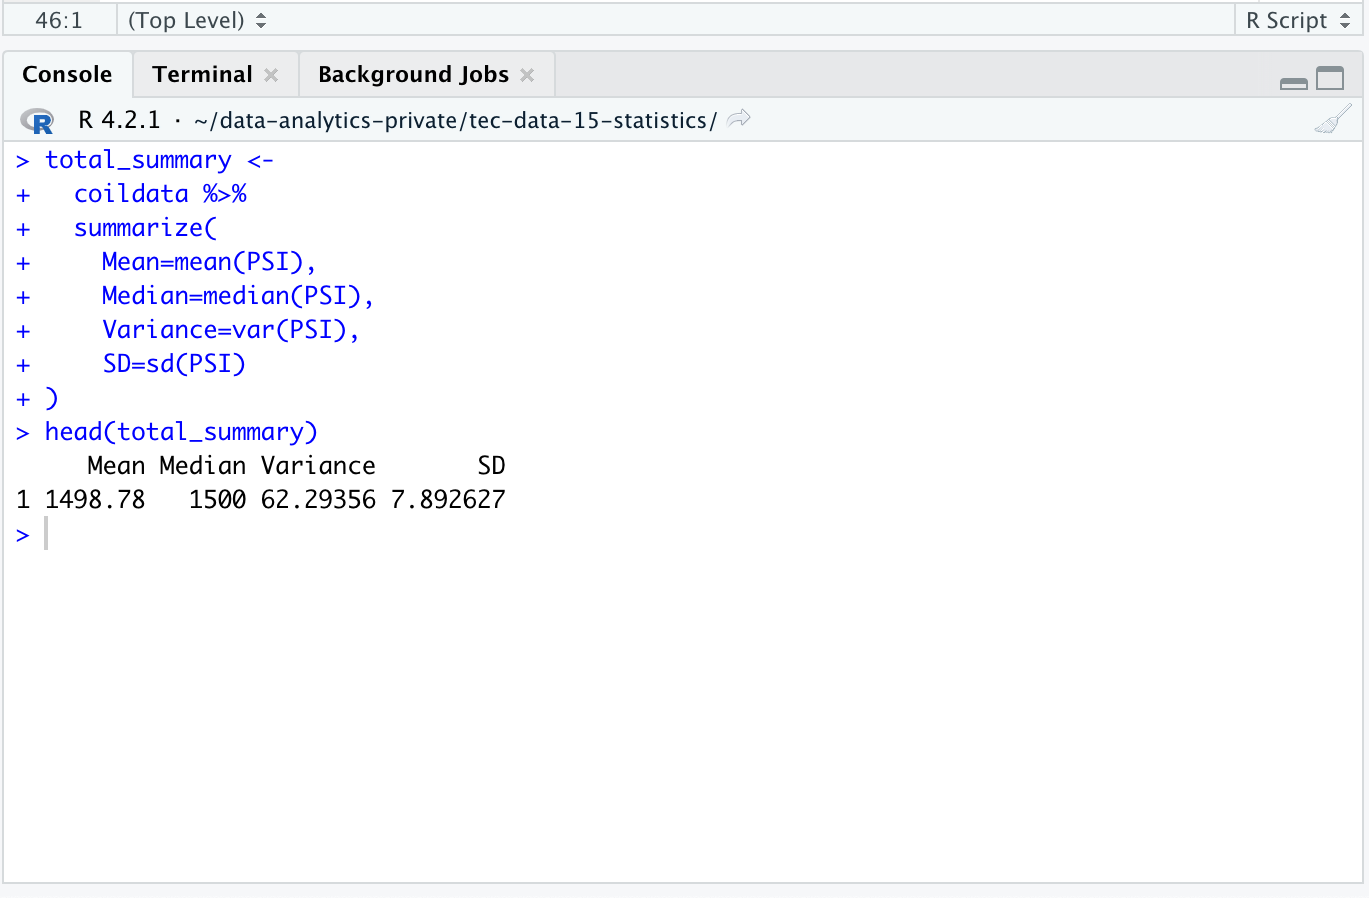 46:1 (Top Level) R Script
Console Terminal Background Jobs
R 4.2.1 · ~/data-analytics-private/tec-data-15-statistics/
> total_summary <-
+   coildata %>%
+   summarize(
+     Mean=mean(PSI),
+     Median=median(PSI),
+     Variance=var(PSI),
+     SD=sd(PSI)
+ )
> head(total_summary)
     Mean Median Variance       SD
1 1498.78   1500 62.29356 7.892627
>